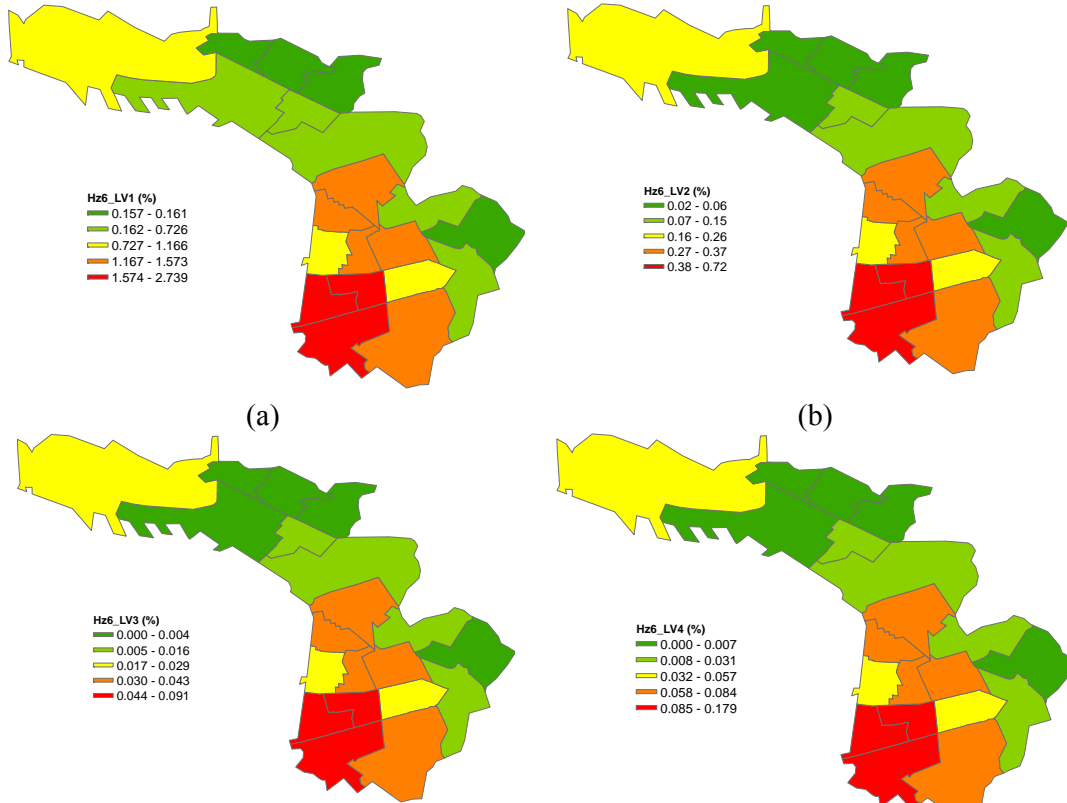 Hz6_LV1 (%)
0.157 - 0.161
0.162 - 0.726
0.727 - 1.166
1.167 - 1.573
1.574 - 2.739
Hz6_LV2 (%)
0.02 - 0.06
0.07 - 0.15
0.16 - 0.26
0.27 - 0.37
0.38 - 0.72
(a)
(b)
Hz6_LV3 (%)
0.000 - 0.004
0.005 - 0.016
0.017 - 0.029
0.030 - 0.043
0.044 - 0.091
Hz6_LV4 (%)
0.000 - 0.007
0.008 - 0.031
0.032 - 0.057
0.058 - 0.084
0.085 - 0.179